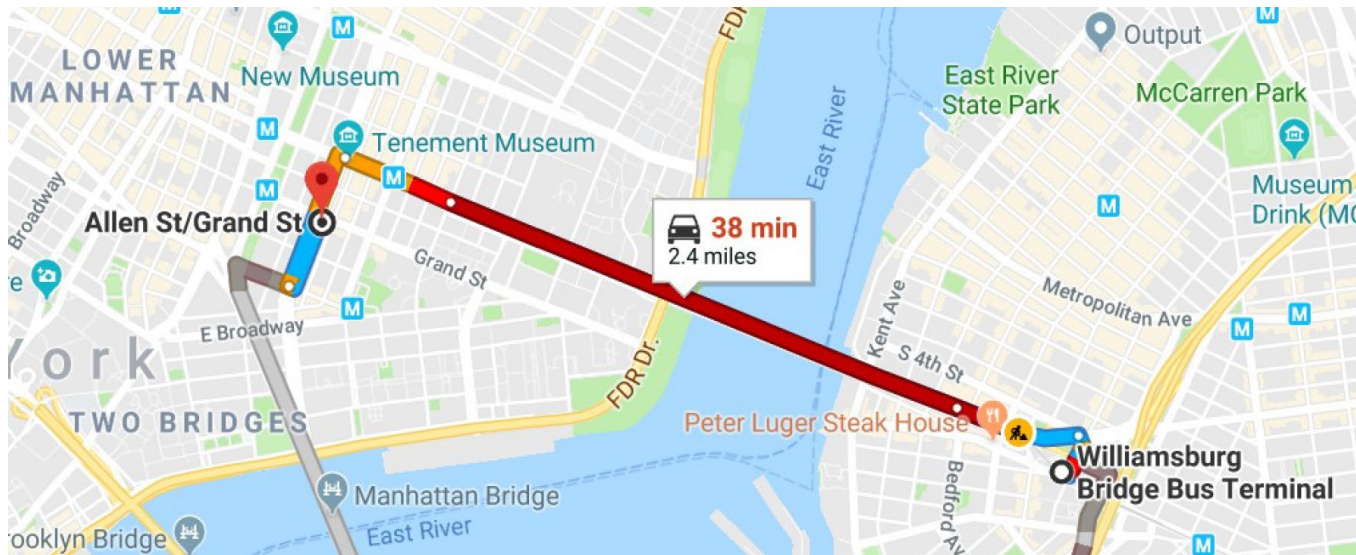 Output
LOWER
MANHATTAN
New Museum
East River
State Park
McCarren Park
FDR
East River
Tenement Museum
Museum
Drink (MC
Broadway
Allen St/Grand St
38 min
2.4 miles
Grand St
Kent Ave
Metropolitan Ave
E Broadway
York
S 4th St
FDR Dr.
TWO BRIDGES
Peter Luger Steak House
Williamsburg
Bridge Bus Terminal
Bedford Av
Manhattan Bridge
East River
ooklyn Bridge
M
M
M
M
M
M
M
M
M
M